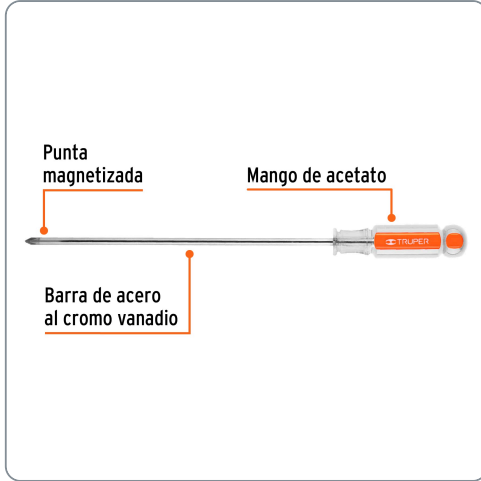 Punta
magnetizada
Mango de acetato
TRUPER
Barra de acero
al cromo vanadio